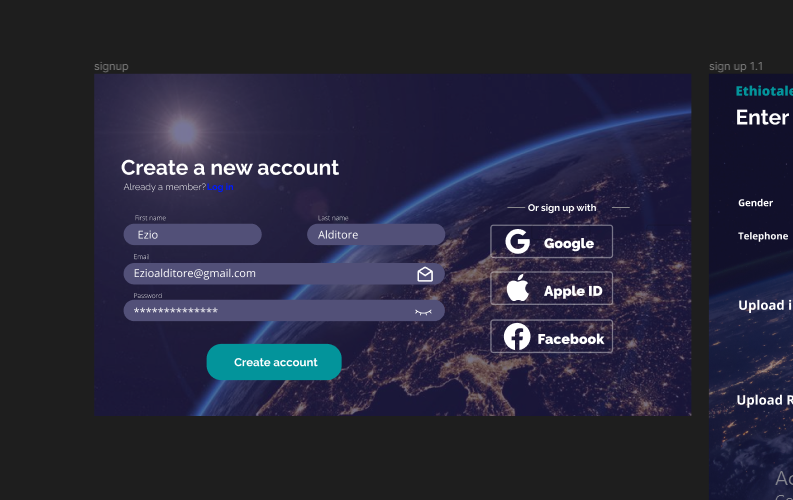 signup
sign up 1.1
Ethiotale
Enter
Create a new account
Already a member? Log in
First name
Last name
Ezio
Alditore
Email
Ezioalditore@gmail.com
Password
**************
Create account
Or sign up with
Google
Apple ID
Facebook
Gender
Telephone
Upload i
Upload R